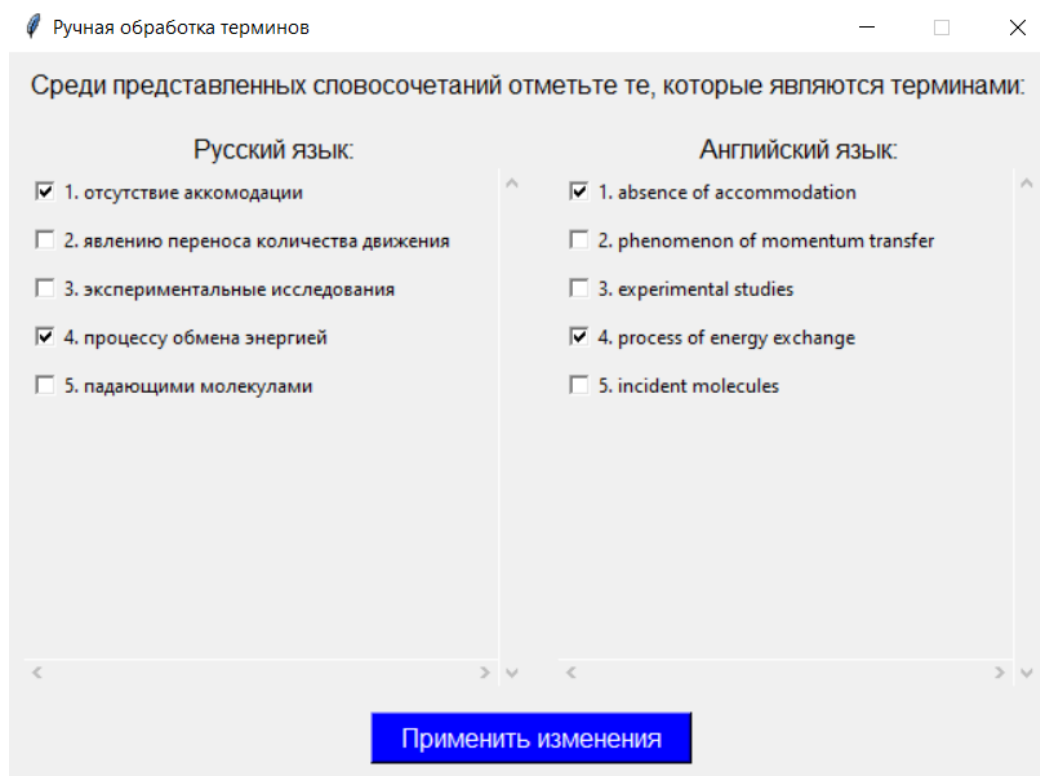 Ручная обработка терминов
Среди представленных словосочетаний отметьте те, которые являются терминами:
Русский язык:
1. отсутствие аккомодации
2. явлению переноса количества движения
3. экспериментальные исследования
4. процессу обмена энергией
5. падающими молекулами
Английский язык:
1. absence of accommodation
2. phenomenon of momentum transfer
3. experimental studies
4. process of energy exchange
5. incident molecules
Применить изменения